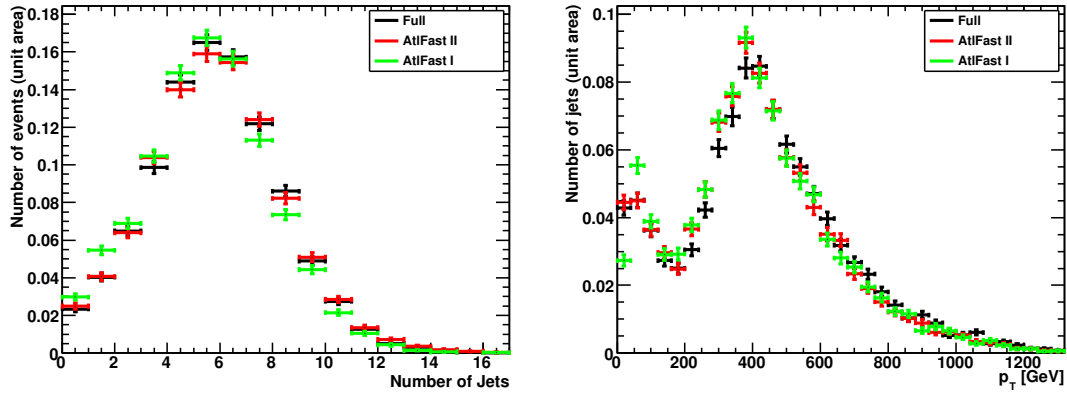 Number of events (unit area)
0.18
0.16
0.14
0.12
0.1
0.08
0.06
0.04
0.02
0
0 2 4 6 8 10 12 14 16
Number of Jets
Full
AtlFast II
AtlFast I
Number of jets (unit area)
0.1
0.08
0.06
0.04
0.02
0
0 200 400 600 800 1000 1200
p_T [GeV]
Full
AtlFast II
AtlFast I